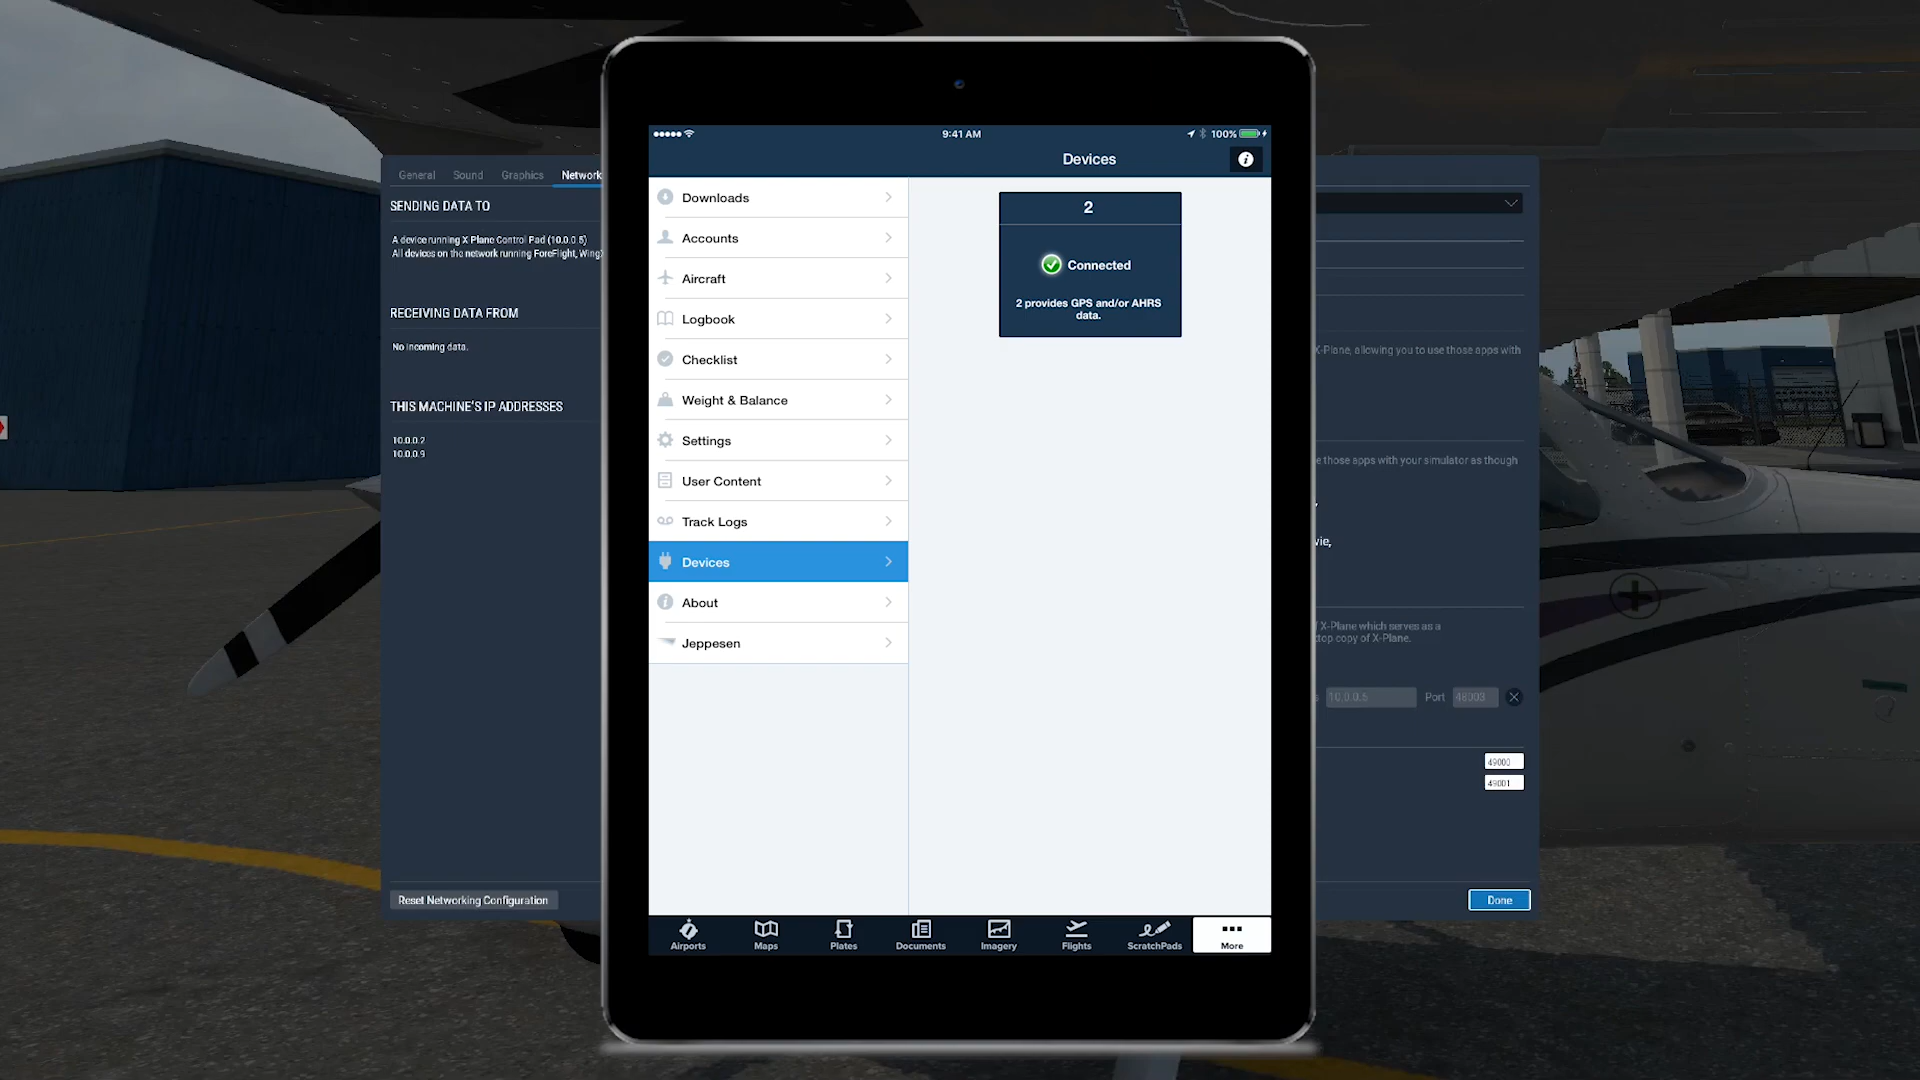 9:41 AM
100%
Devices
Downloads
Accounts
Aircraft
Logbook
Checklist
Weight & Balance
Settings
User Content
Track Logs
Devices
About
Jeppesen
2
Connected
2 provides GPS and/or AHRS
data.
Airports
Maps
Plates
Documents
Imagery
Flights
ScratchPads
More
General
Sound
Graphics
Network
SENDING DATA TO
A device running X Plane Control Pad (10.0.0.5)
All devices on the network running ForeFlight, Wing
RECEIVING DATA FROM
No incoming data.
THIS MACHINE'S IP ADDRESSES
10.0.0.2
10.0.0.9
Reset Networking Configuration
X-Plane, allowing you to use those apps with
e those apps with your simulator as though
vie,
X-Plane which serves as a
top copy of X-Plane.
10.0.0.5
Port
49000
49001
Done